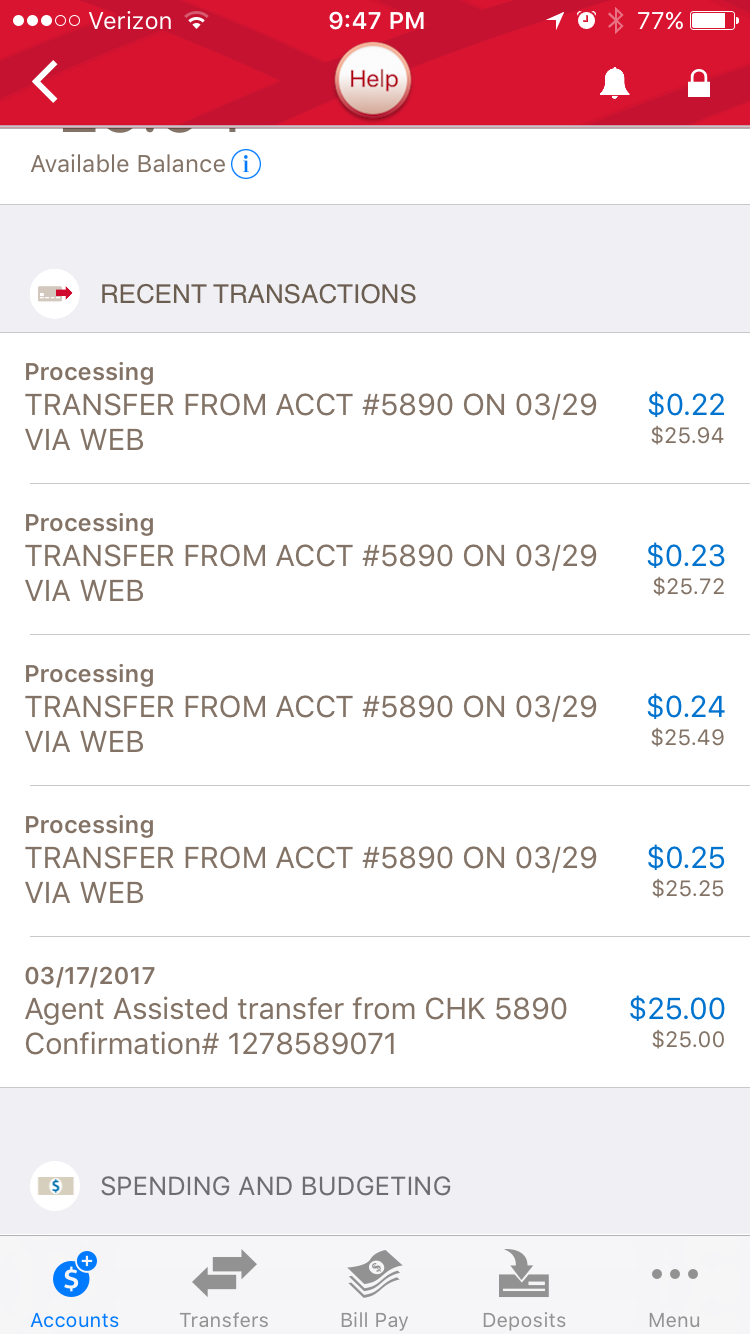 Verizon
9:47 PM
77%
Help
Available Balance i
RECENT TRANSACTIONS
Processing
TRANSFER FROM ACCT #5890 ON 03/29
VIA WEB
$0.22
$25.94
Processing
TRANSFER FROM ACCT #5890 ON 03/29
VIA WEB
$0.23
$25.72
Processing
TRANSFER FROM ACCT #5890 ON 03/29
VIA WEB
$0.24
$25.49
Processing
TRANSFER FROM ACCT #5890 ON 03/29
VIA WEB
$0.25
$25.25
03/17/2017
Agent Assisted transfer from CHK 5890
Confirmation# 1278589071
$25.00
$25.00
$
SPENDING AND BUDGETING
$+
Accounts
Transfers
$
Bill Pay
Deposits
Menu